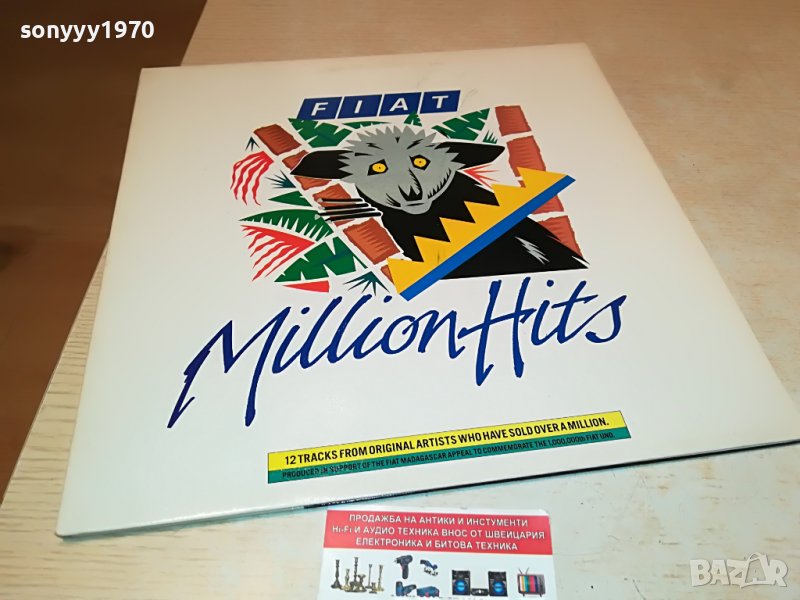 sonyyy1970
FIAT
Million Hits
12 TRACKS FROM ORIGINAL ARTISTS WHO HAVE SOLD OVER A MILLION.
PRODUCED IN SUPPORT OF THE FIAT MADAGASCAR APPEAL TO COMMEMORATE THE 1,000,000th FIAT UNO.
ПРОДАЖБА НА АНТИКИ И ИНСТУМЕНТИ
Hi-Fi И АУДИО ТЕХНИКА ВНОС ОТ ШВЕЙЦАРИЯ
ЕЛЕКТРОНИКА И БИТОВА ТЕХНИКА
BAZAR